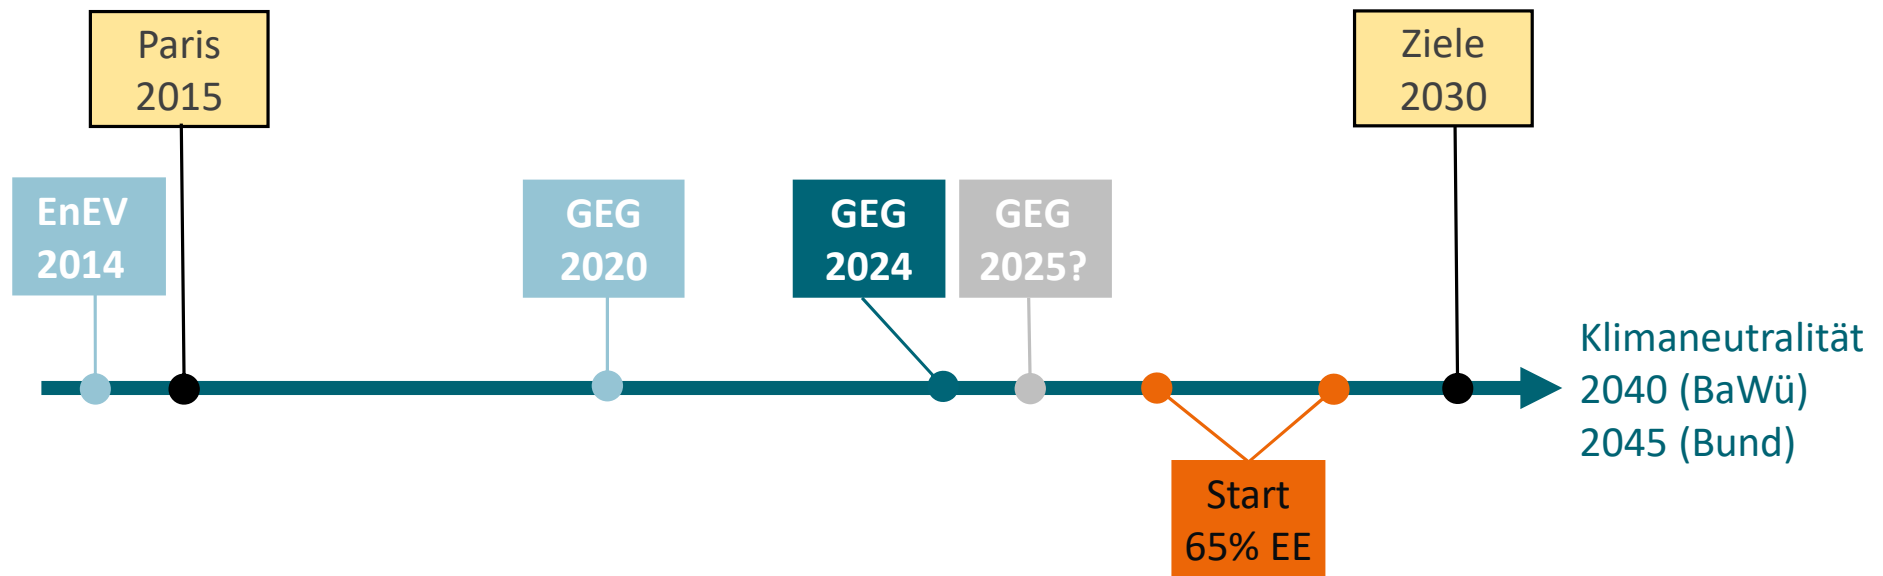 Paris
2015
Ziele
2030
EnEV
2014
GEG
2020
GEG
2024
GEG
2025?
Klimaneutralität
2040 (BaWü)
2045 (Bund)
Start
65% EE